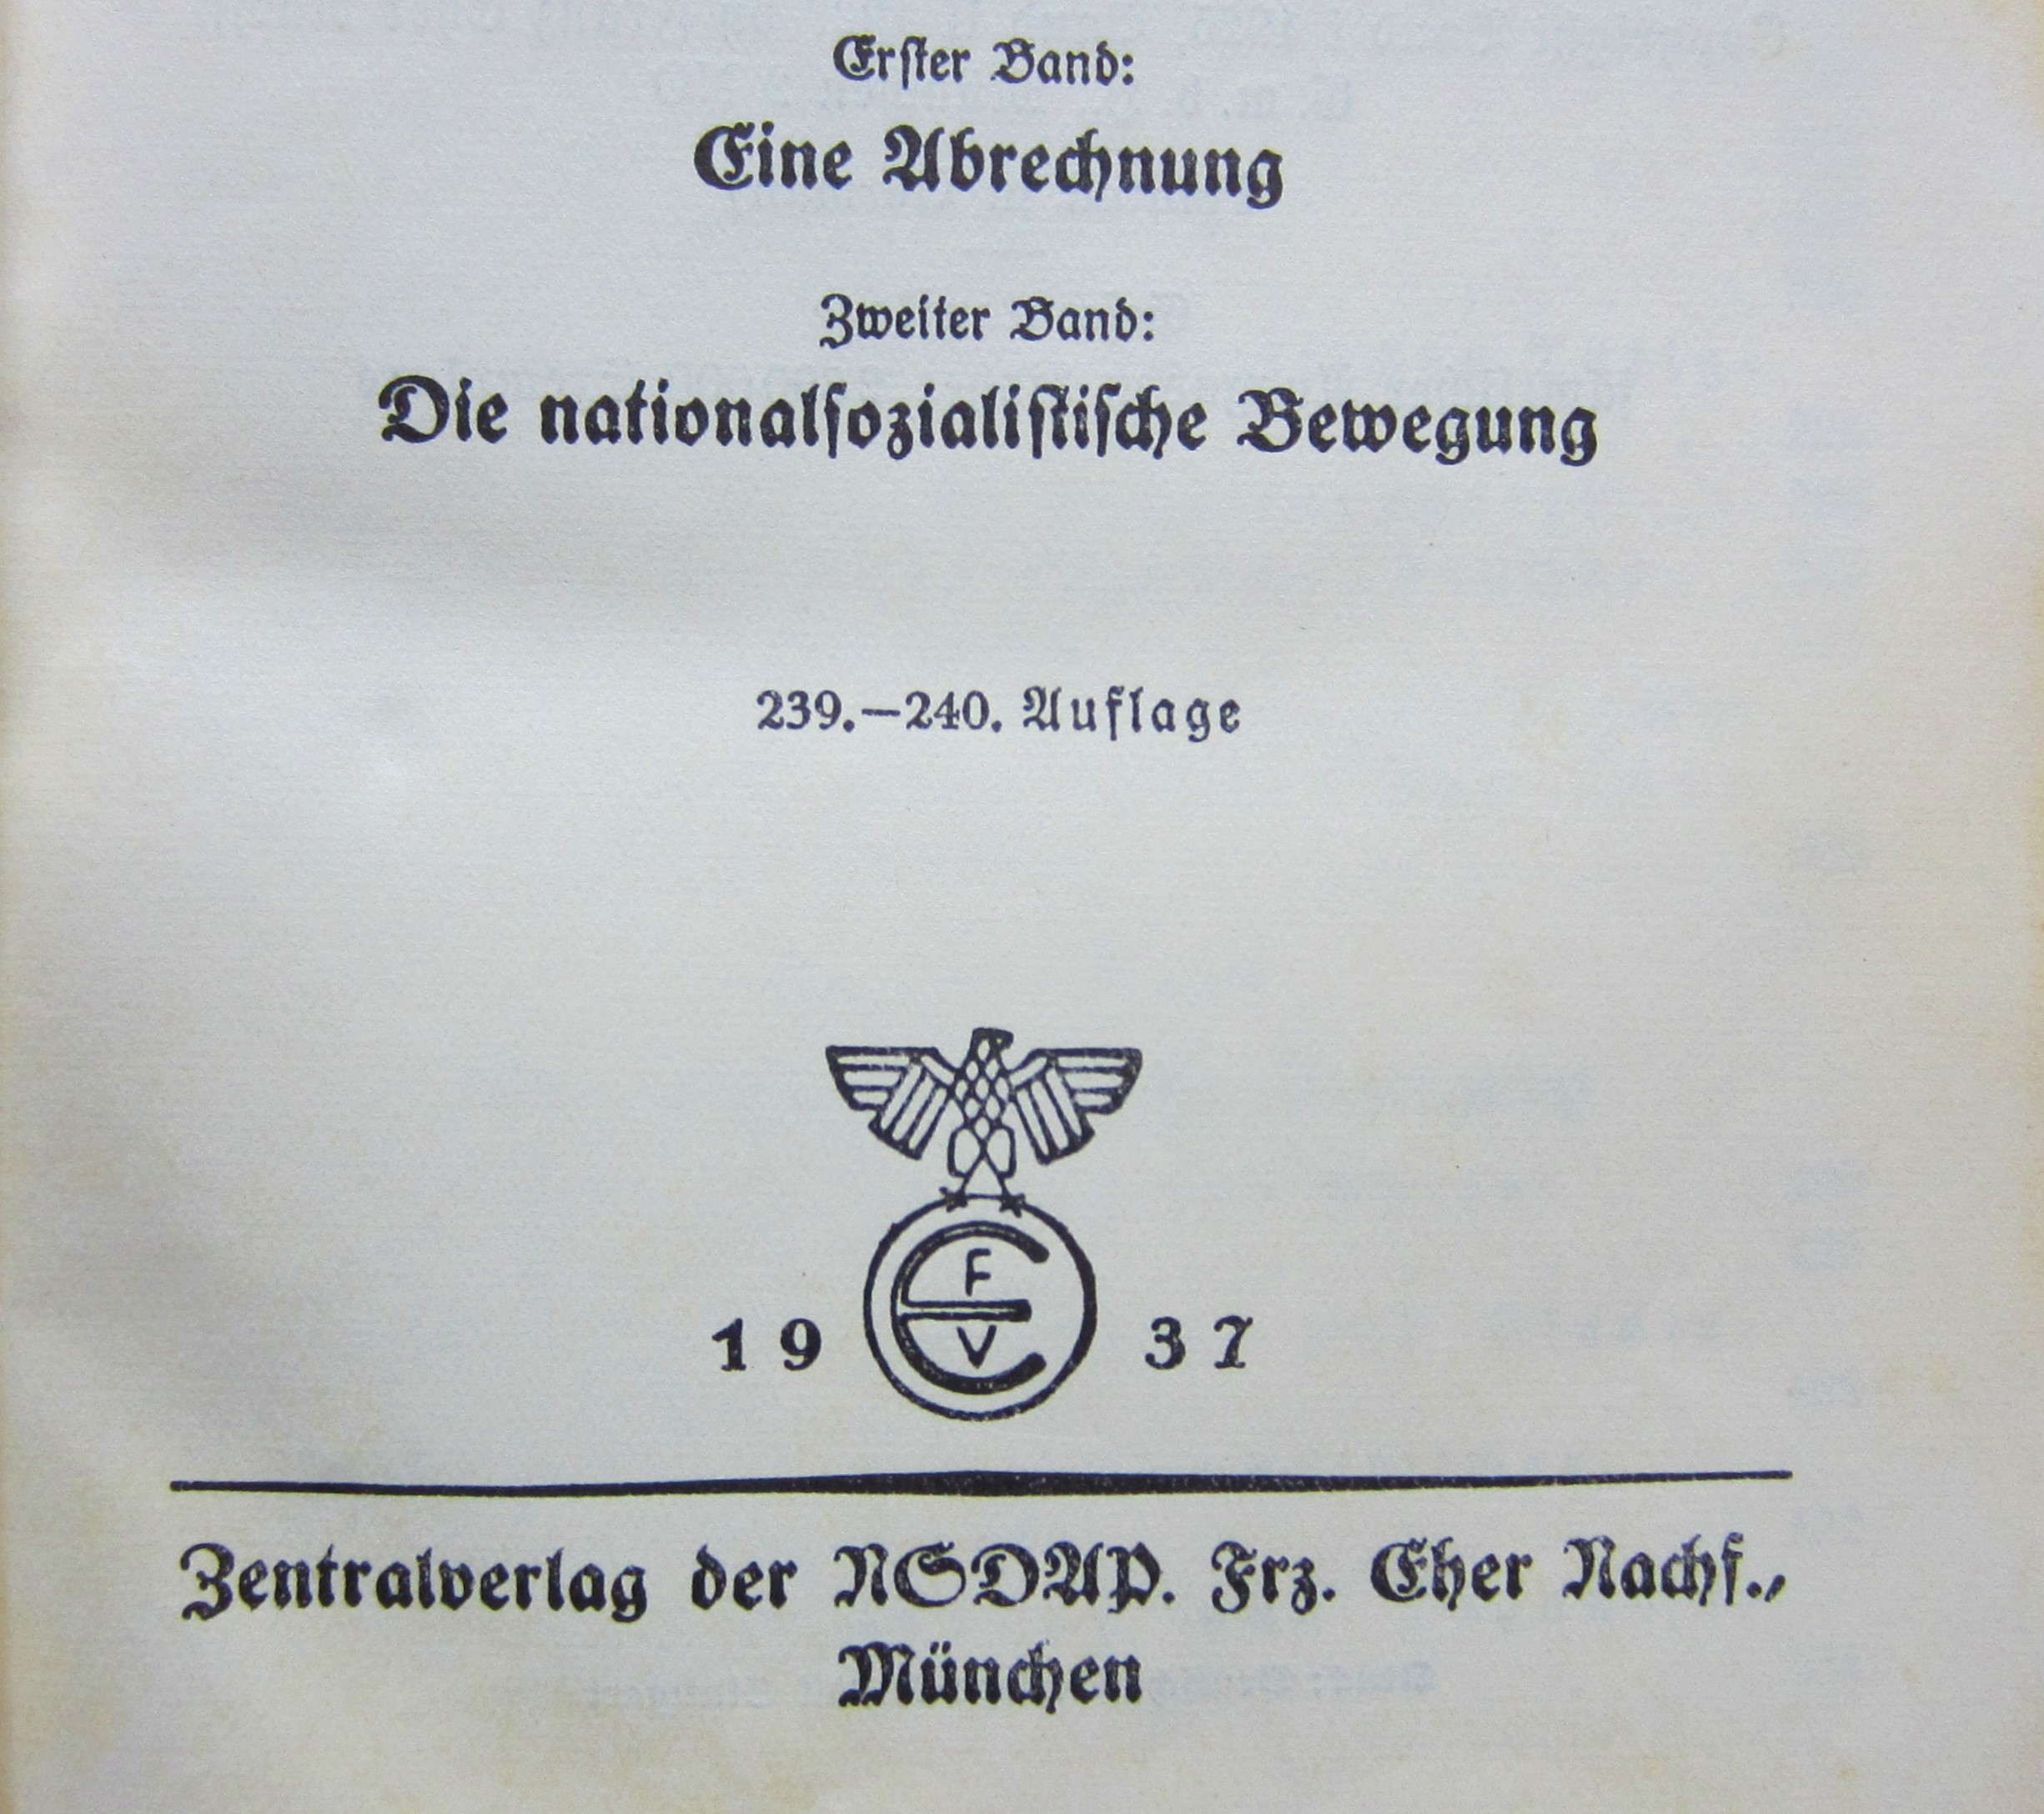 Erster Band:
Eine Abrechnung
Zweiter Band:
Die nationalsozialistische Bewegung
239.—240. Auflage
F
E
V
19 37
Zentralverlag der NSDAP. Frz. Eher Nachf.,
München